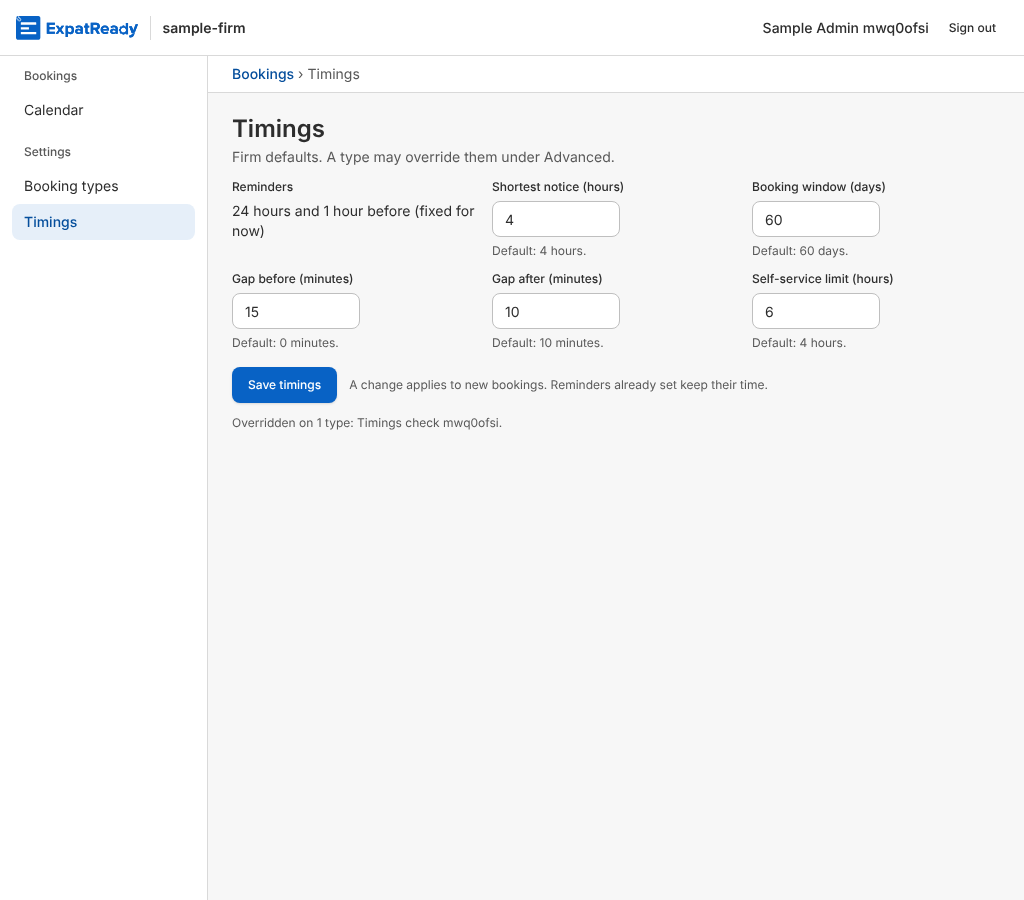 ExpatReady
sample-firm
Sample Admin mwq0ofsi
Sign out
Bookings
Calendar
Settings
Booking types
Timings
Bookings › Timings
Timings
Firm defaults. A type may override them under Advanced.
Reminders
24 hours and 1 hour before (fixed for
now)
Shortest notice (hours)
4
Default: 4 hours.
Booking window (days)
60
Default: 60 days.
Gap before (minutes)
15
Default: 0 minutes.
Gap after (minutes)
10
Default: 10 minutes.
Self-service limit (hours)
6
Default: 4 hours.
Save timings
A change applies to new bookings. Reminders already set keep their time.
Overridden on 1 type: Timings check mwq0ofsi.